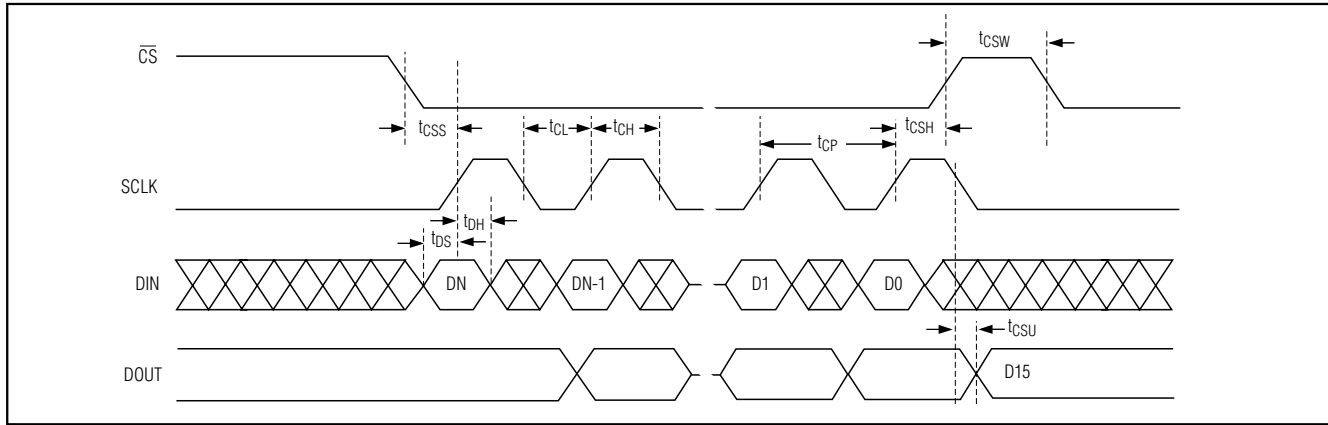 CS
tCSW
tCSS
tCL
tCH
tCP
tCSH
SCLK
tDH
tDS
DIN
DN
DN-1
D1
D0
tCSU
DOUT
D15